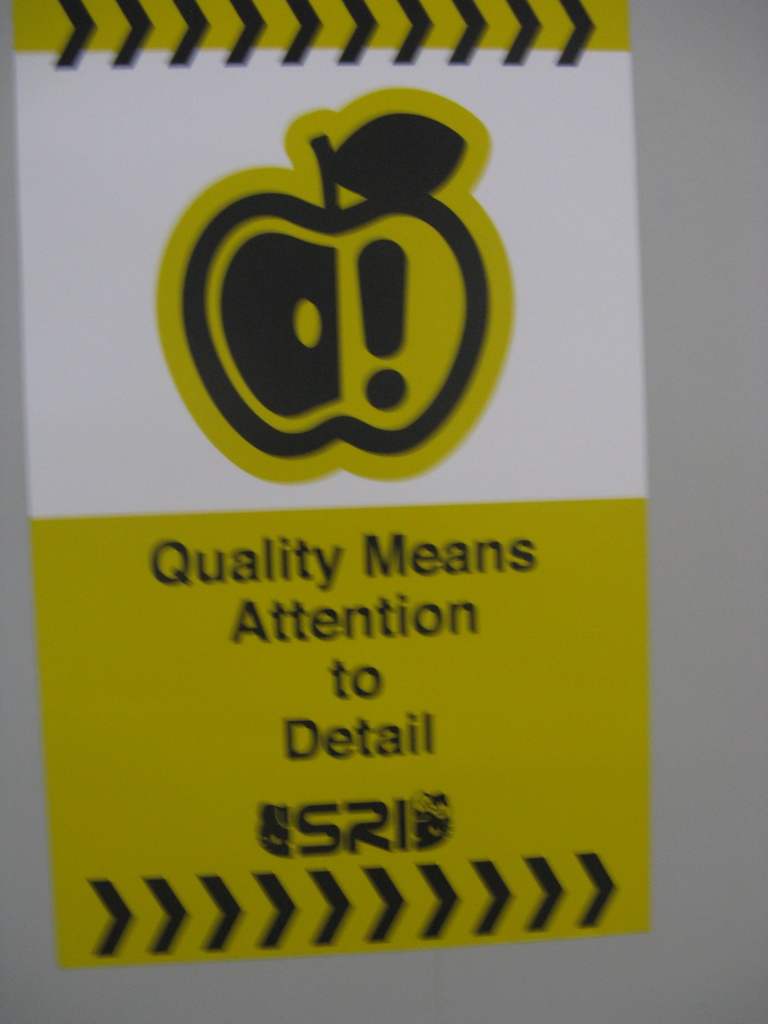 Quality Means
Attention
to
Detail
SRI